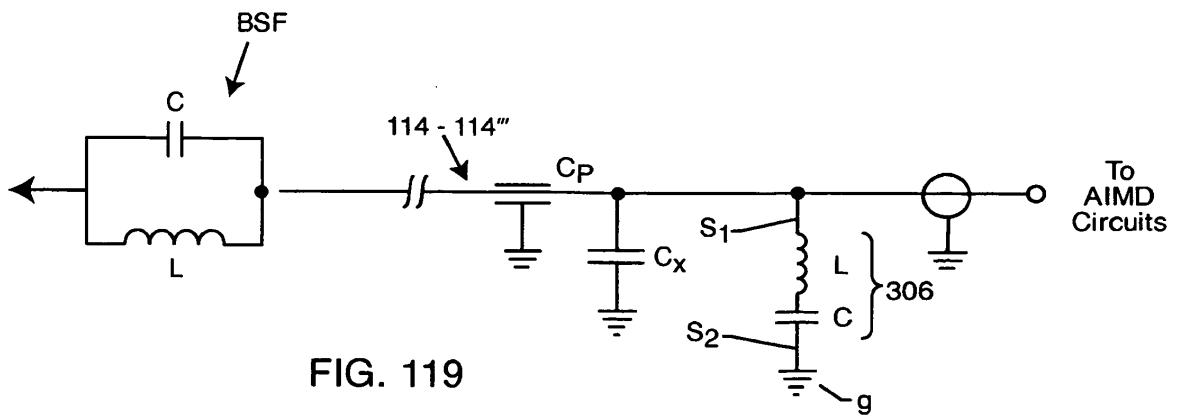 BSF
C
L
114 - 114‴
CP
CX
S1
L
C
306
S2
g
To
AIMD
Circuits
FIG. 119